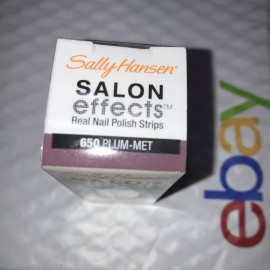 Sally Hansen®
SALON
effects™
Real Nail Polish Strips
650 PLUM-MET
ebay